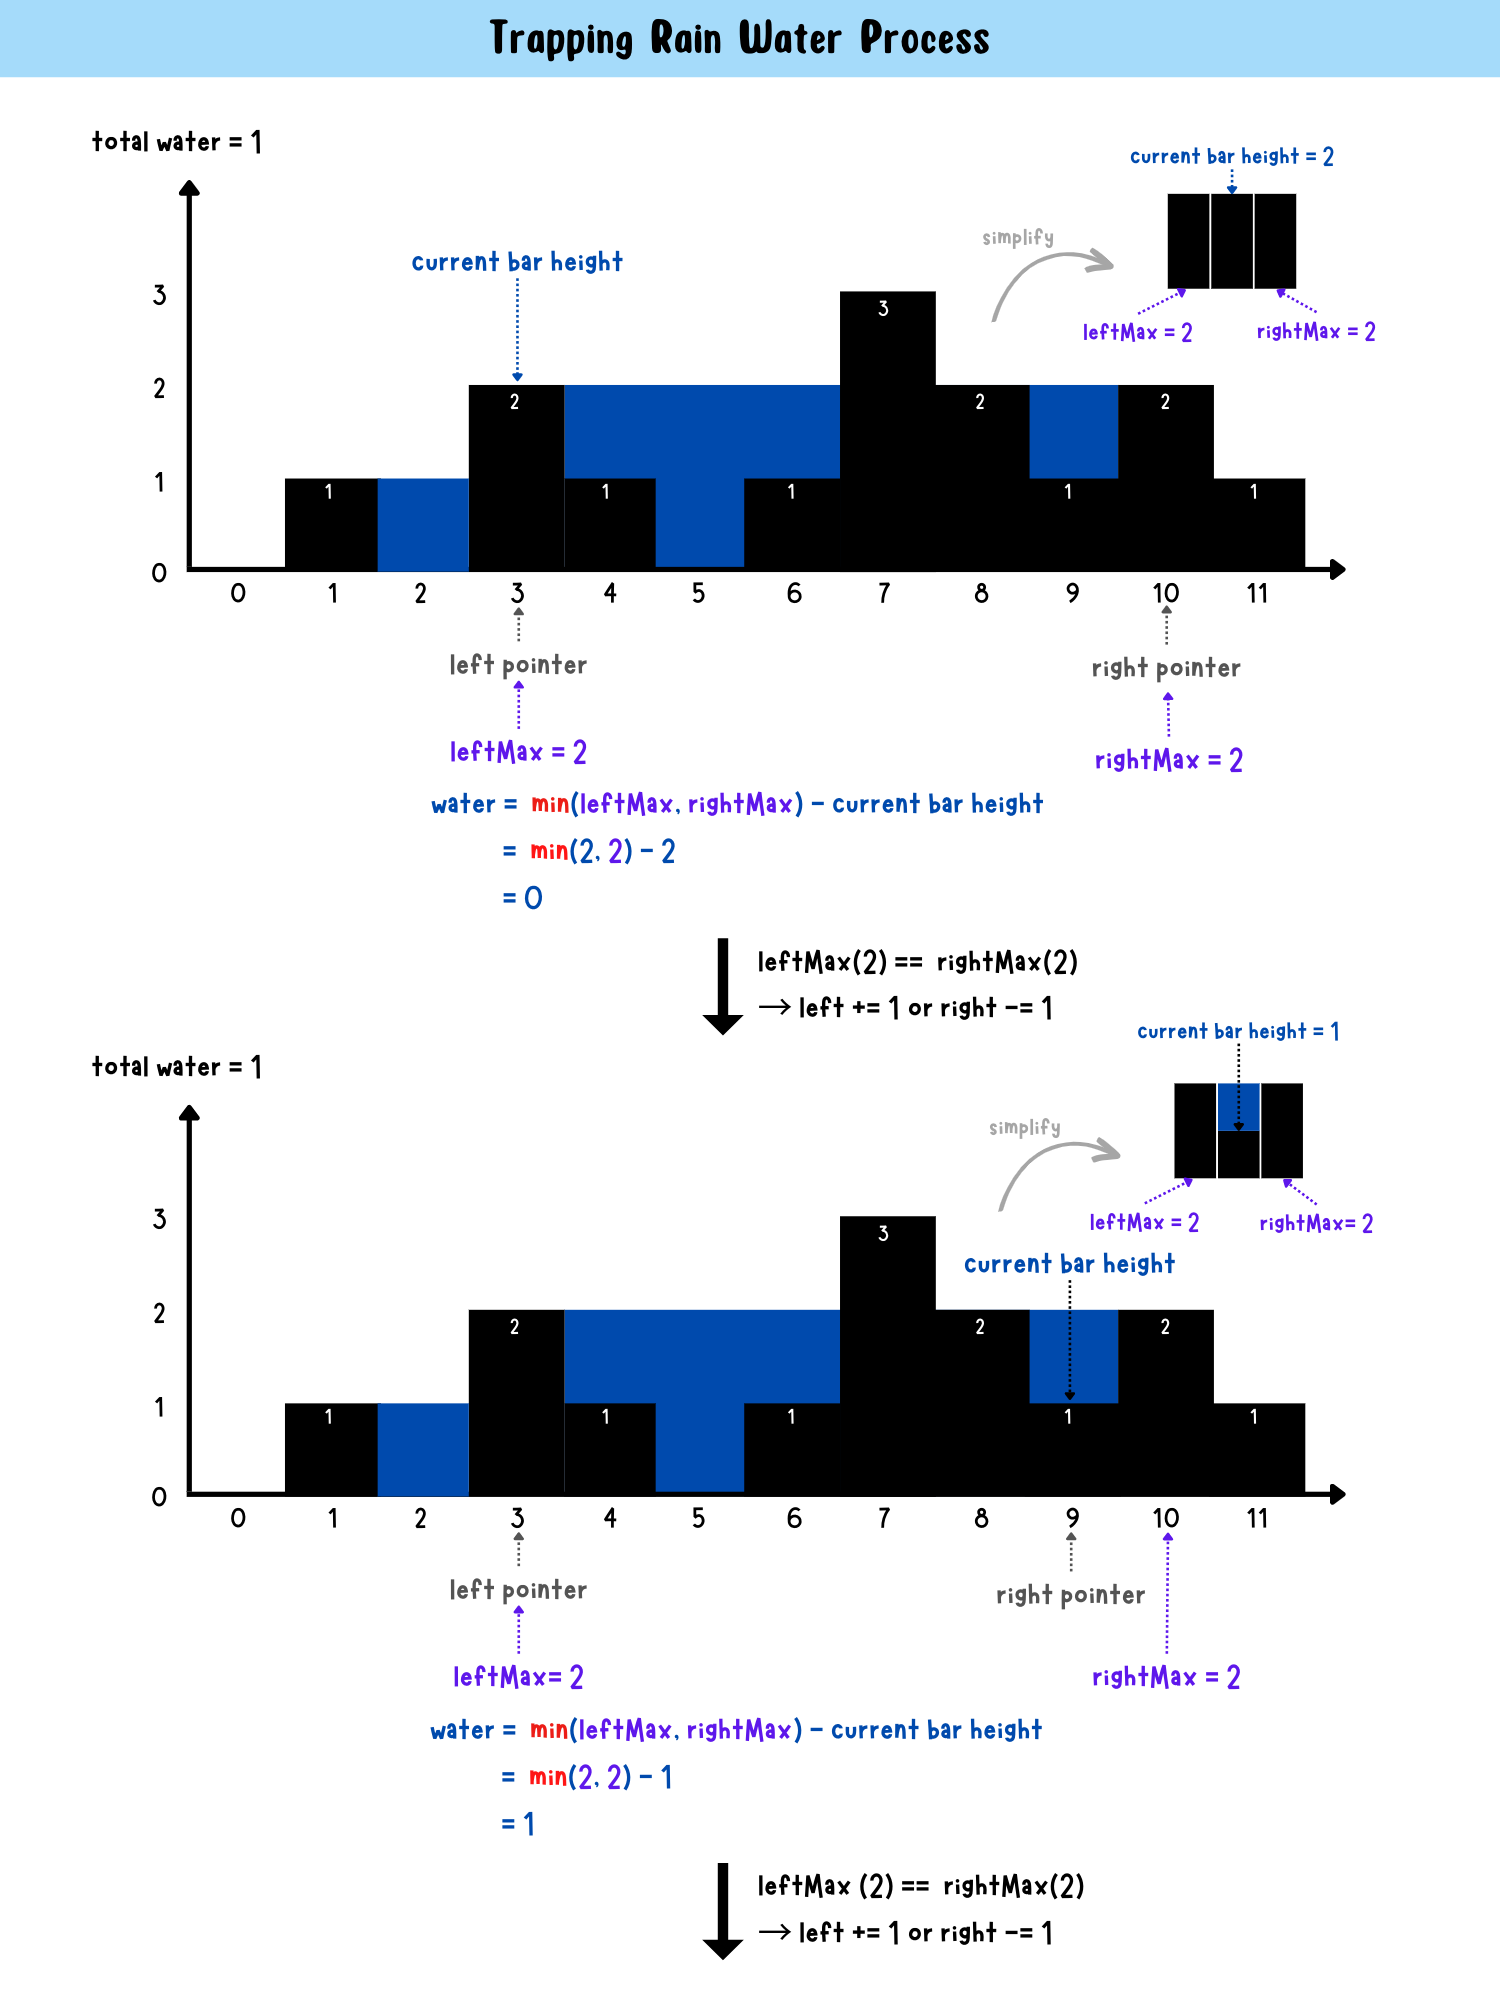 Trapping Rain Water Process
total water = 1
current bar height = 2
simplify
current bar height
leftMax = 2
rightMax = 2
3
2
1
0
3
2
2
2
1
1
1
1
1
0 1 2 3 4 5 6 7 8 9 10 11
left pointer
right pointer
leftMax = 2
rightMax = 2
water = min(leftMax, rightMax) - current bar height
= min(2, 2) - 2
= 0
leftMax(2) == rightMax(2)
→ left += 1 or right -= 1
total water = 1
current bar height = 1
simplify
leftMax = 2
rightMax= 2
current bar height
3
2
1
0
3
2
2
2
1
1
1
1
1
0 1 2 3 4 5 6 7 8 9 10 11
left pointer
right pointer
leftMax= 2
rightMax = 2
water = min(leftMax, rightMax) - current bar height
= min(2, 2) - 1
= 1
leftMax (2) == rightMax(2)
→ left += 1 or right -= 1